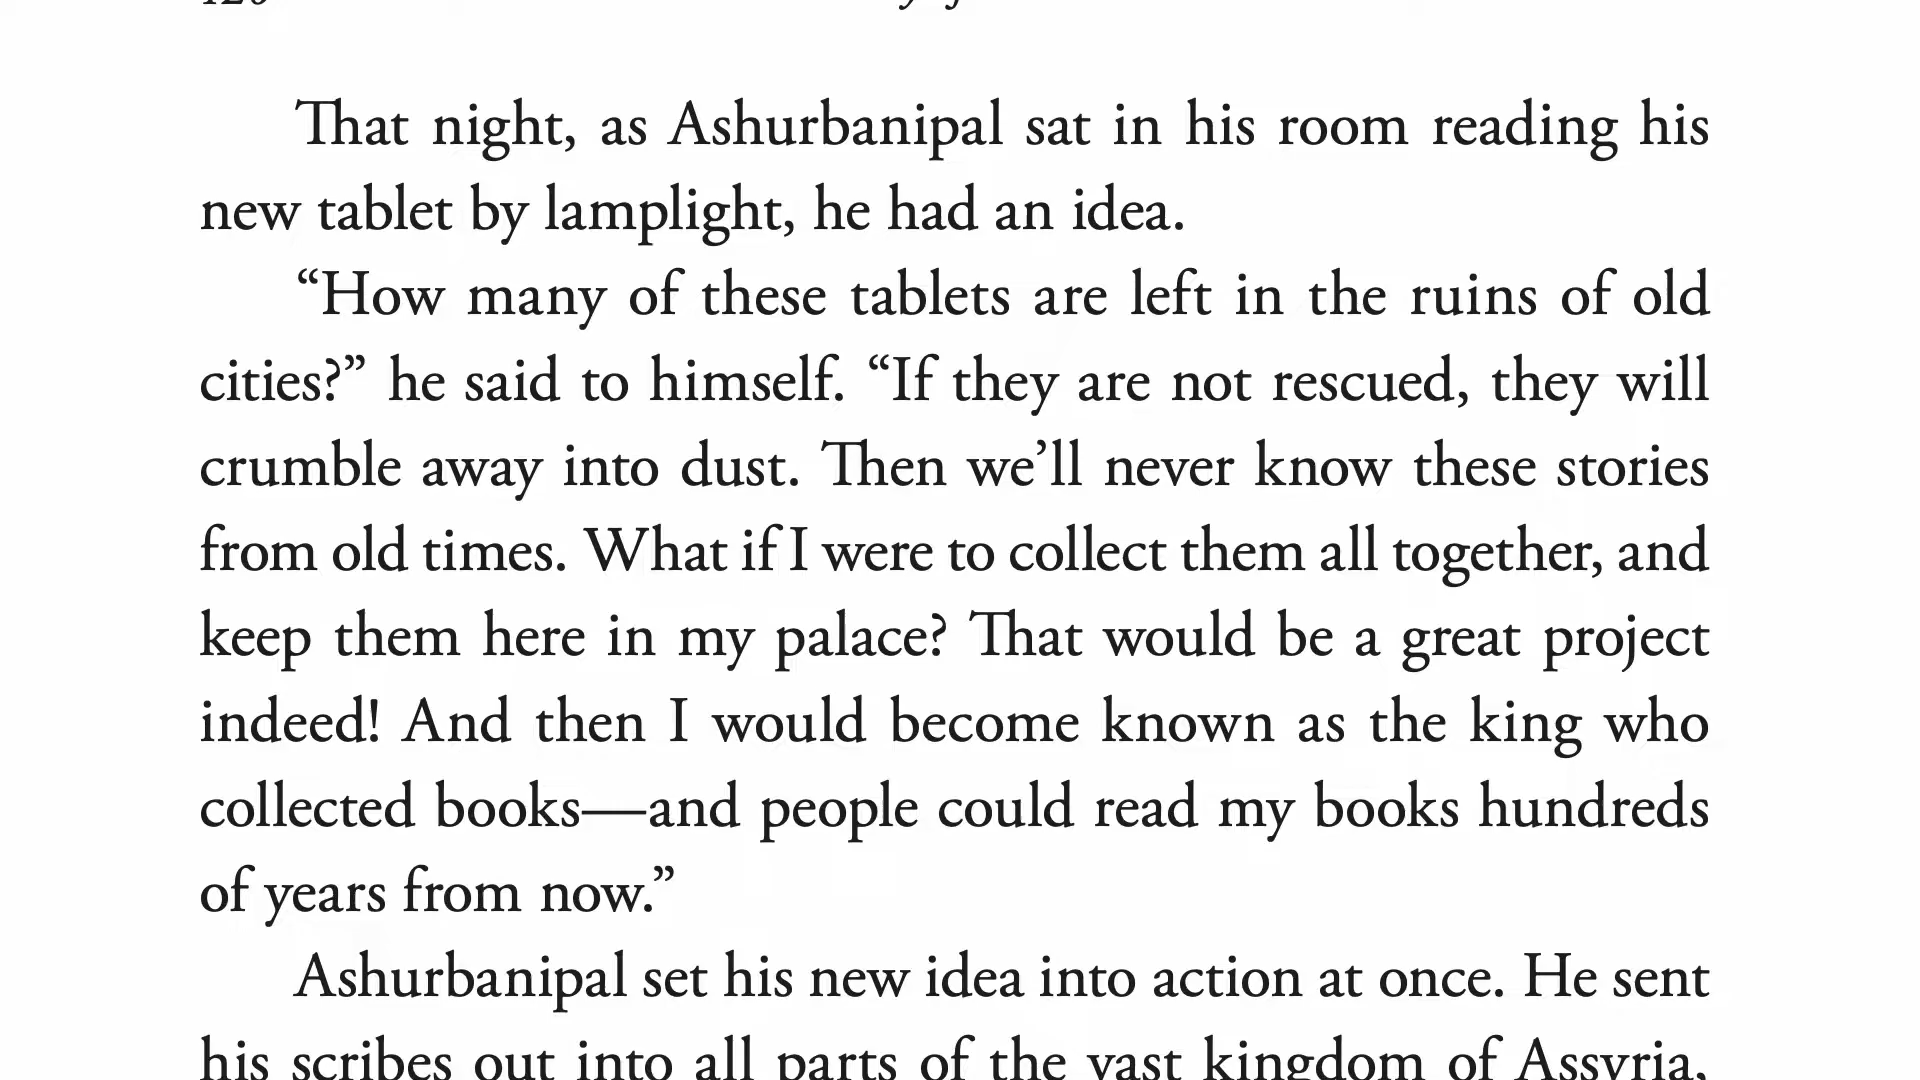 That night, as Ashurbanipal sat in his room reading his
new tablet by lamplight, he had an idea.
“How many of these tablets are left in the ruins of old
cities?” he said to himself. “If they are not rescued, they will
crumble away into dust. Then we’ll never know these stories
from old times. What if I were to collect them all together, and
keep them here in my palace? That would be a great project
indeed! And then I would become known as the king who
collected books—and people could read my books hundreds
of years from now.”
Ashurbanipal set his new idea into action at once. He sent
his scribes out into all parts of the vast kingdom of Assyria,